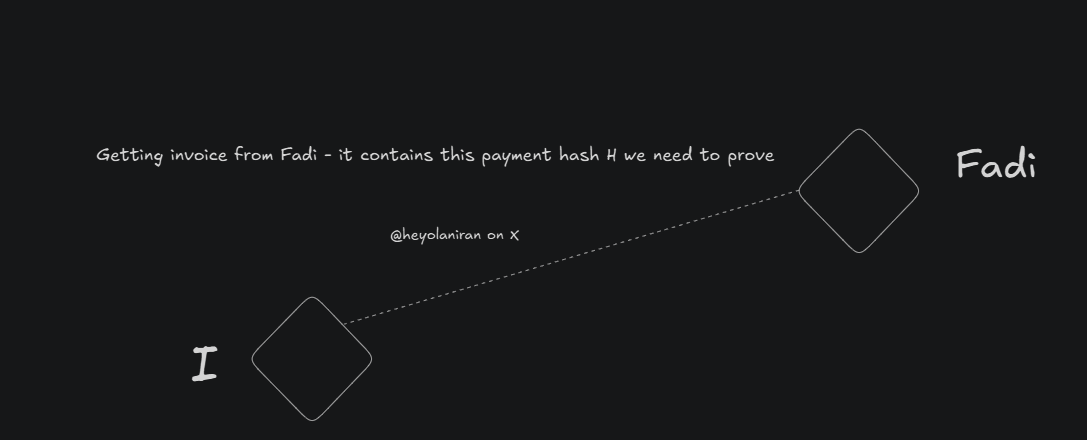 Getting invoice from Fadi - it contains this payment hash H we need to prove
Fadi
@heyolaniran on X
I